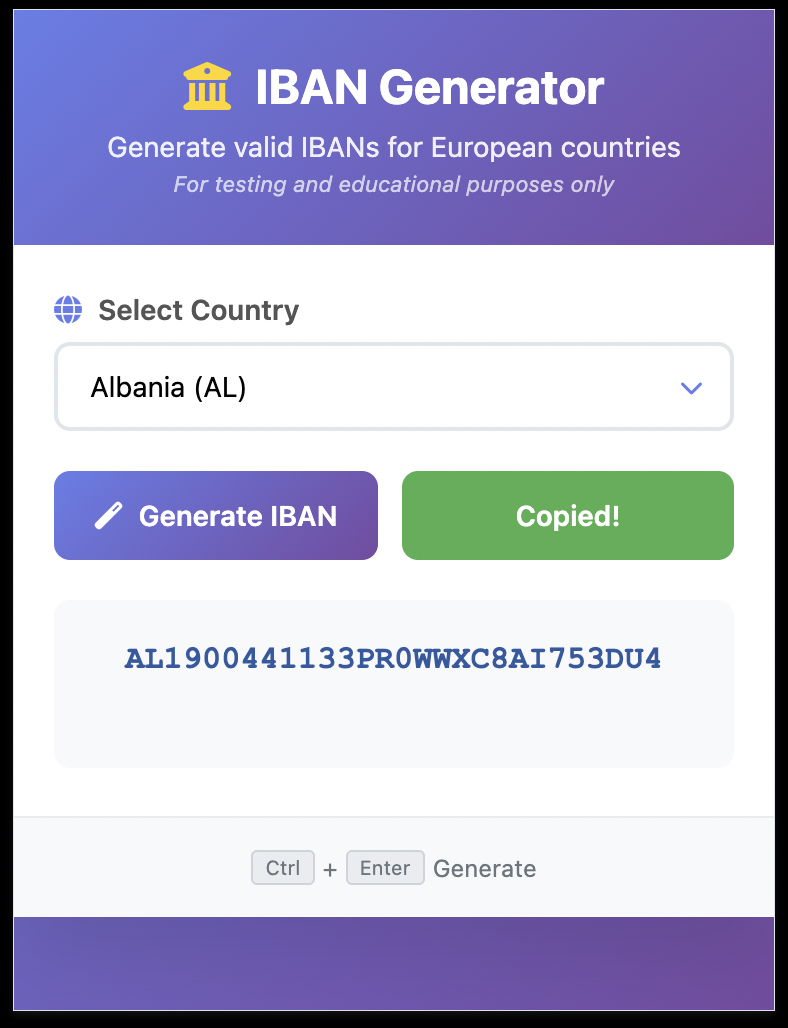 IBAN Generator
Generate valid IBANs for European countries
For testing and educational purposes only
Select Country
Albania (AL)
Generate IBAN
Copied!
AL1900441133PR0WWXC8AI753DU4
Ctrl + Enter Generate